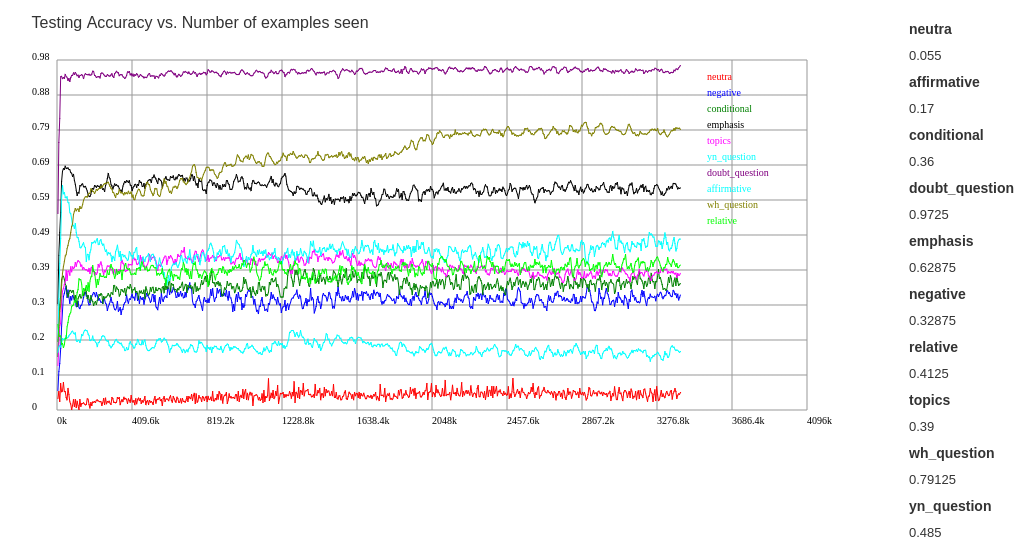 Testing Accuracy vs. Number of examples seen
0.98
0.88
0.79
0.69
0.59
0.49
0.39
0.3
0.2
0.1
0
0k
409.6k
819.2k
1228.8k
1638.4k
2048k
2457.6k
2867.2k
3276.8k
3686.4k
4096k
neutra
negative
conditional
emphasis
topics
yn_question
doubt_question
affirmative
wh_question
relative
neutra
0.055
affirmative
0.17
conditional
0.36
doubt_question
0.9725
emphasis
0.62875
negative
0.32875
relative
0.4125
topics
0.39
wh_question
0.79125
yn_question
0.485